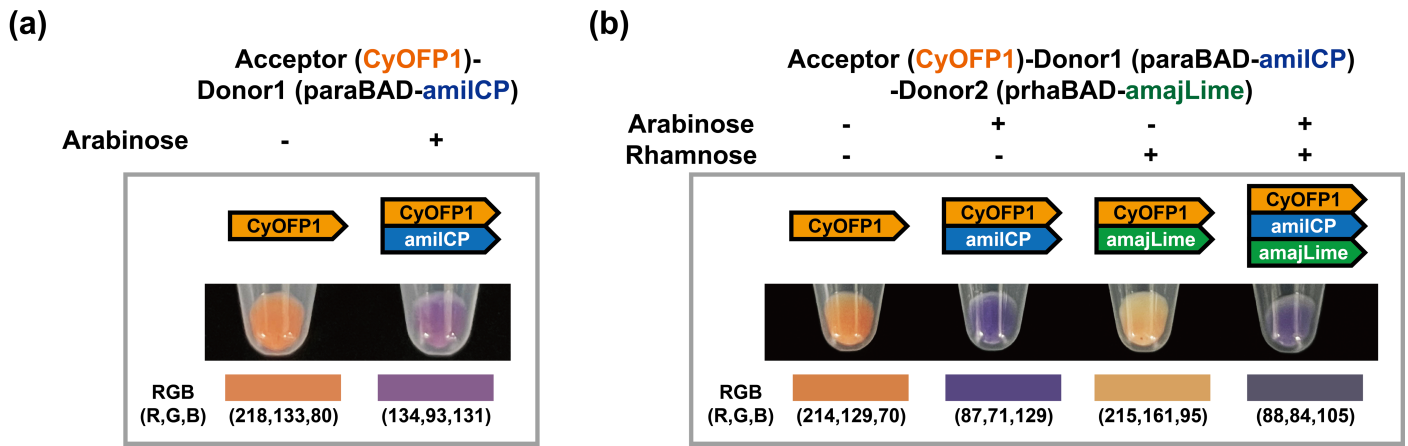 (a)
Acceptor (CyOFP1)-
Donor1 (paraBAD-amilCP)
Arabinose - +
CyOFP1
CyOFP1
amilCP
RGB
(R,G,B) (218,133,80) (134,93,131)
(b)
Acceptor (CyOFP1)-Donor1 (paraBAD-amilCP)
-Donor2 (prhaBAD-amajLime)
Arabinose - + - +
Rhamnose - - + +
CyOFP1
CyOFP1
amilCP
CyOFP1
amajLime
CyOFP1
amilCP
amajLime
RGB
(R,G,B) (214,129,70) (87,71,129) (215,161,95) (88,84,105)